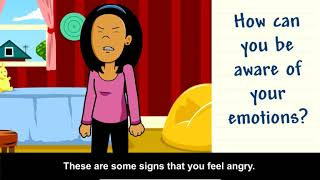 How can
you be
aware of
your
emotions?
These are some signs that you feel angry.